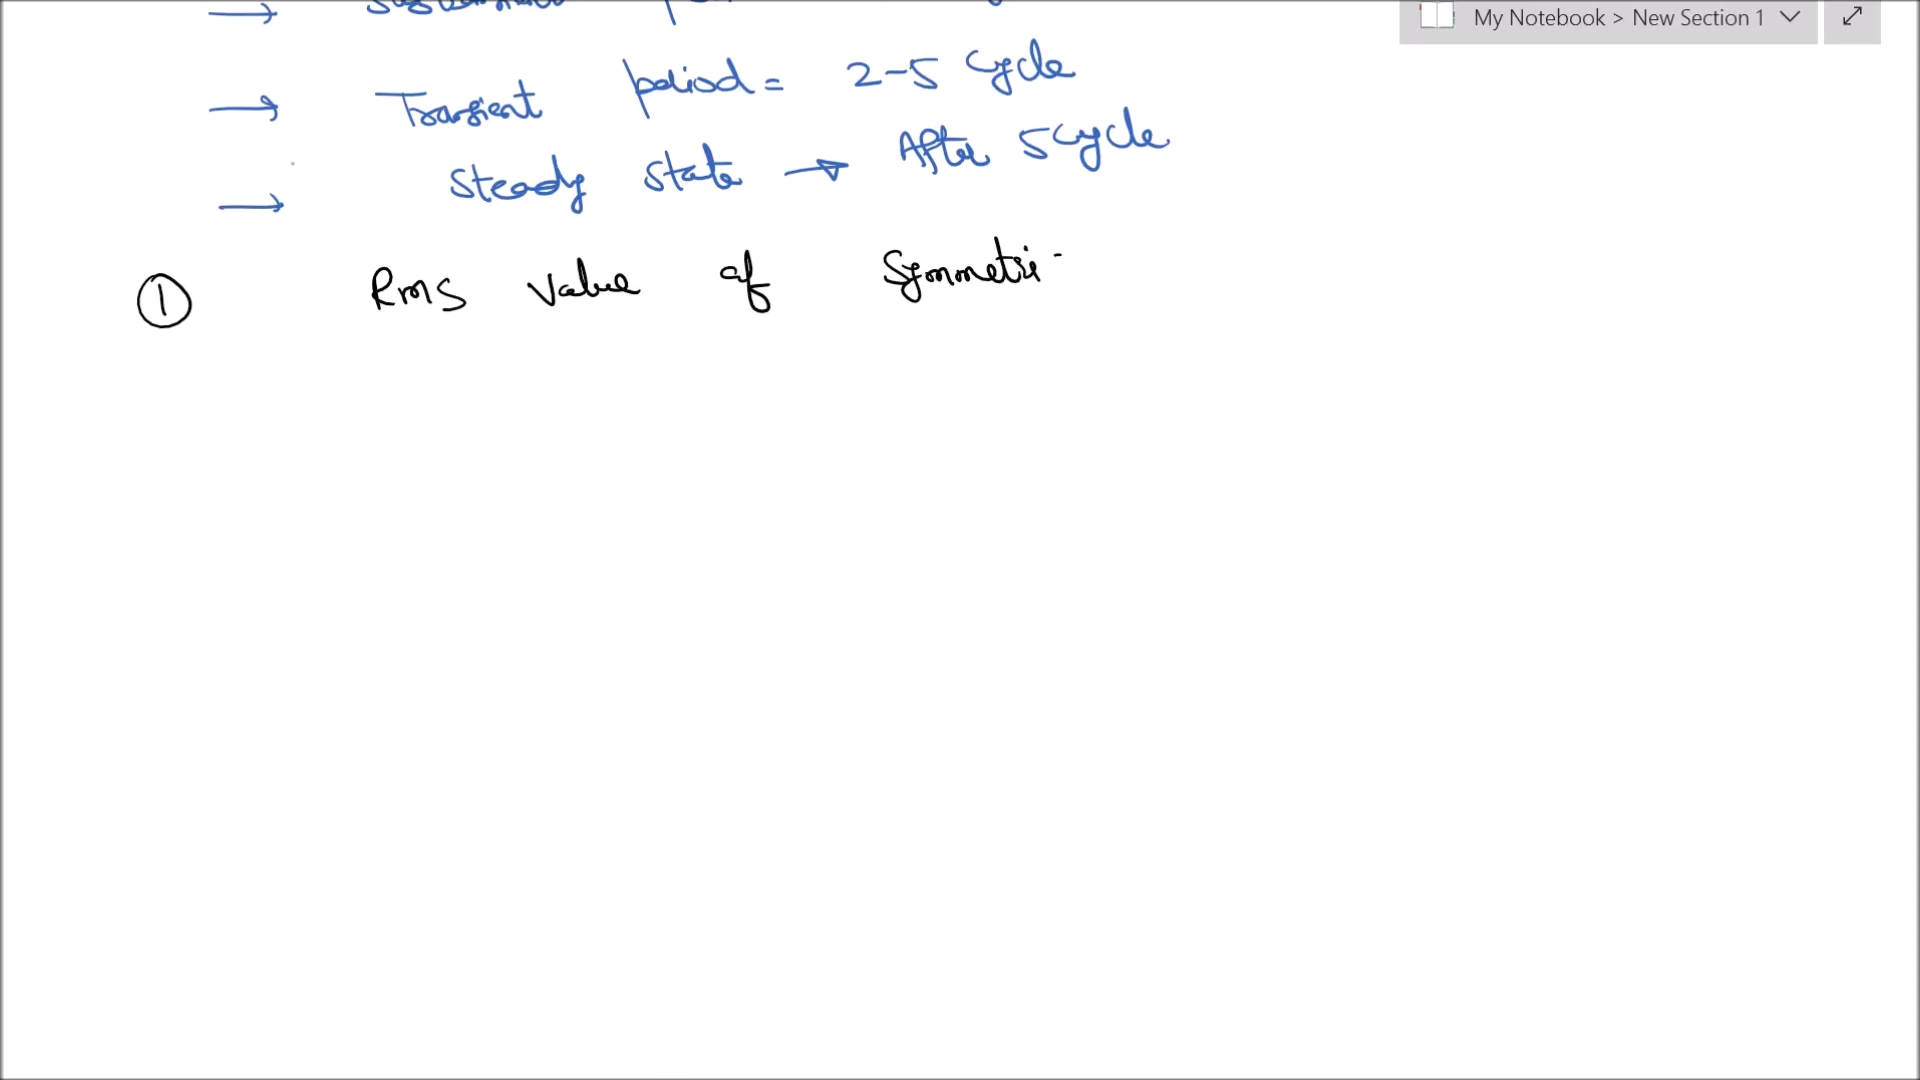 My Notebook > New Section 1
→ Transient period = 2-5 cycle
→ Steady state → After 5 cycle
① Rms Value of Symmetri